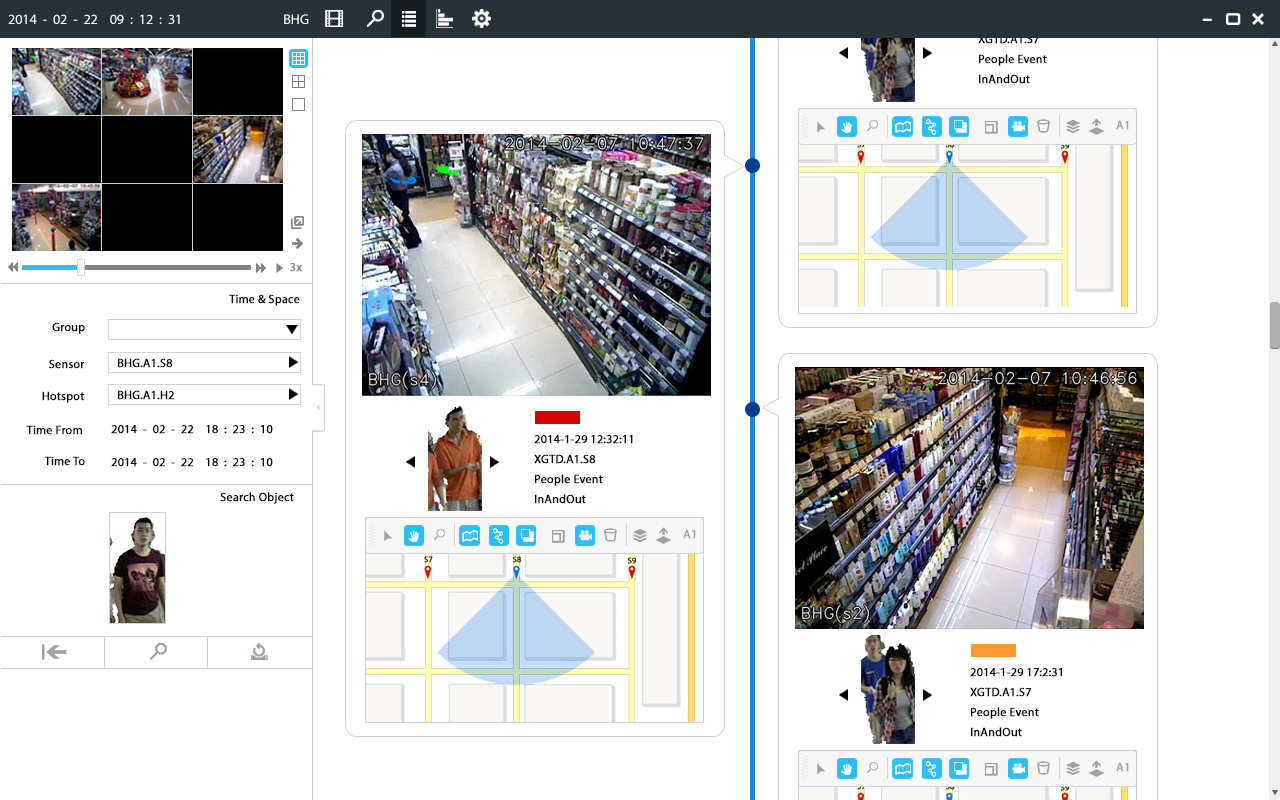 2014 - 02 - 22 09 : 12 : 31 BHG
3x
Time & Space
Group
Sensor BHG.A1.S8
Hotspot BHG.A1.H2
Time From 2014 - 02 - 22 18 : 23 : 10
Time To 2014 - 02 - 22 18 : 23 : 10
Search Object
2014-02-07 10:47:37
BHG(s4)
2014-1-29 12:32:11
XGTD.A1.S8
People Event
InAndOut
A1
S7 S8 S9
XGTD.A1.S7
People Event
InAndOut
A1
S9
2014-02-07 10:46:56
BHG(s2)
2014-1-29 17:2:31
XGTD.A1.S7
People Event
InAndOut
A1